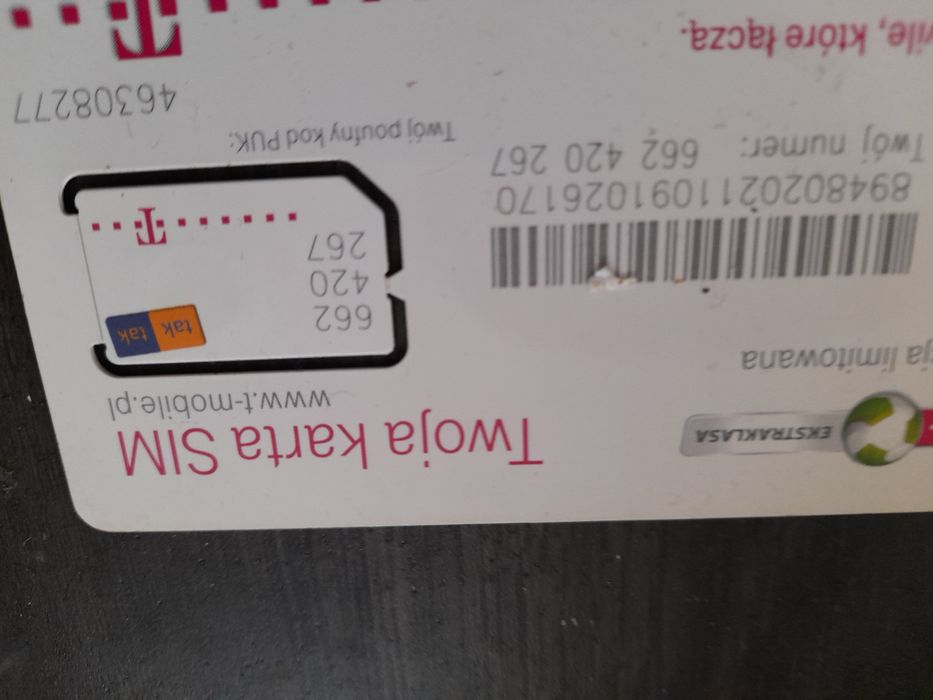 EKSTRAKLASA
ja limitowana
Twoja karta SIM
www.t-mobile.pl
tak tak
662
420
267
T
8948020211091026170
Twój numer: 662 420 267
Twój poufny kod PUK:
46308277
które łączą.
T